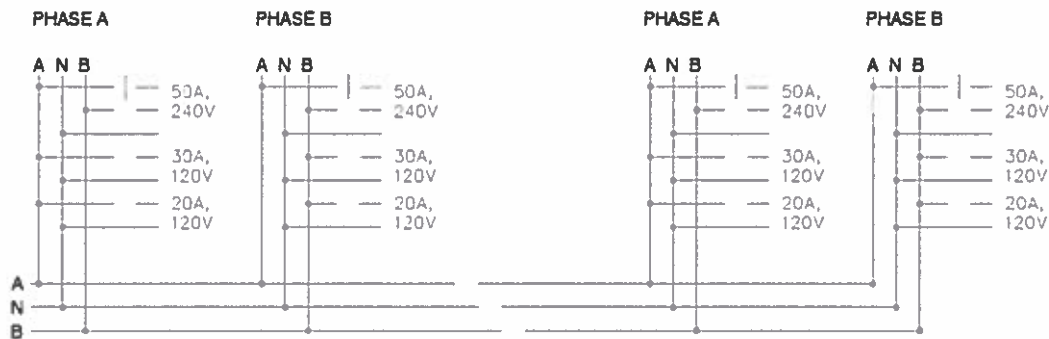 PHASE A PHASE B PHASE A PHASE B
A N B A N B A N B A N B
50A, 50A, 50A, 50A,
240V 240V 240V 240V
30A, 30A, 30A, 30A,
120V 120V 120V 120V
20A, 20A, 20A, 20A,
120V 120V 120V 120V
A
N
B